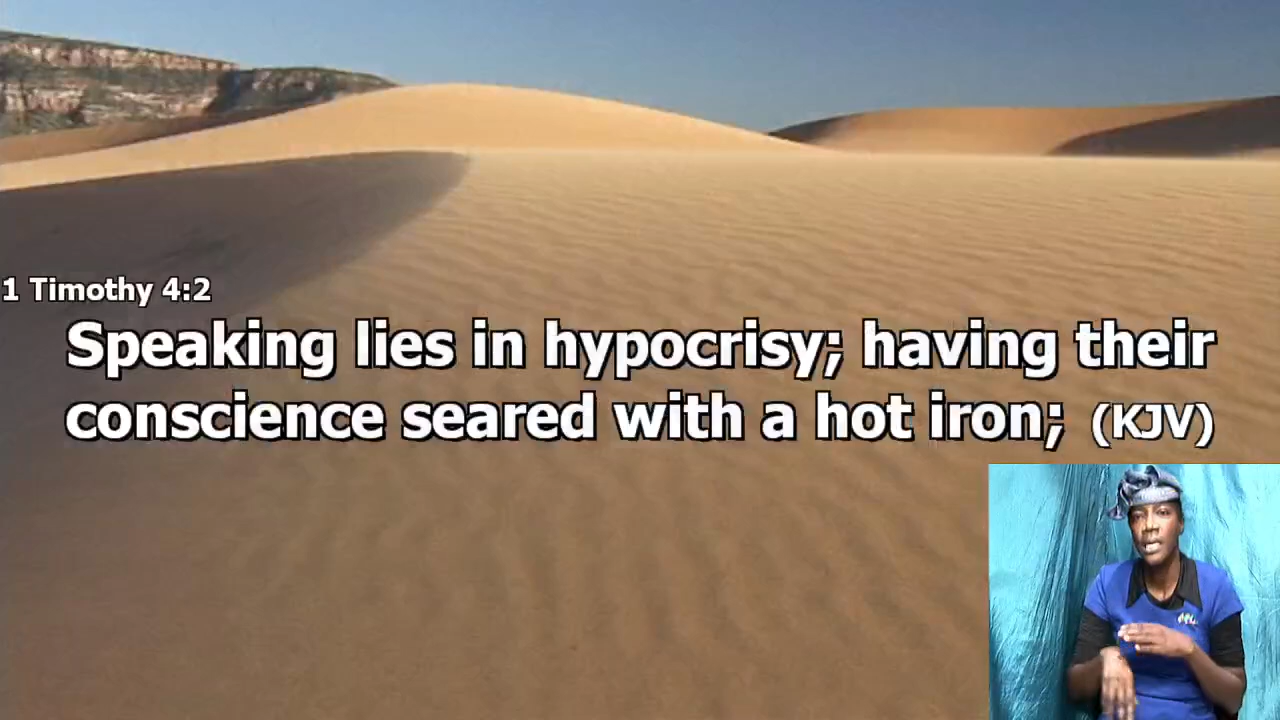 1 Timothy 4:2
Speaking lies in hypocrisy; having their
conscience seared with a hot iron; (KJV)